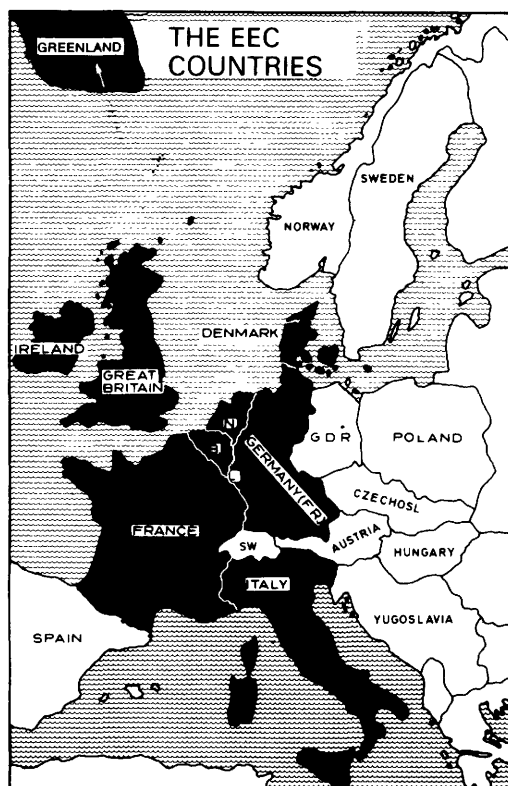 GREENLAND
THE EEC
COUNTRIES
SWEDEN
NORWAY
DENMARK
IRELAND
GREAT
BRITAIN
N
B
L
GERMANY(FR)
GDR
POLAND
CZECHOSL
FRANCE
SW
AUSTRIA
HUNGARY
ITALY
YUGOSLAVIA
SPAIN